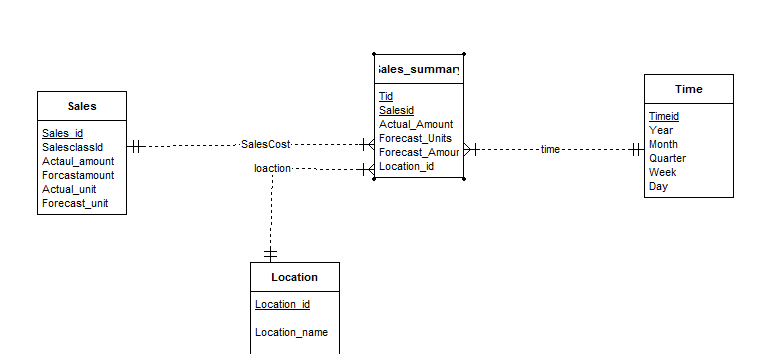 Sales
Sales_id
SalesclassId
Actaul_amount
Forcastamount
Actual_unit
Forecast_unit
SalesCost
loaction
Sales_summary
Tid
Salesid
Actual_Amount
Forecast_Units
Forecast_Amour
Location_id
time
Time
Timeid
Year
Month
Quarter
Week
Day
Location
Location_id
Location_name